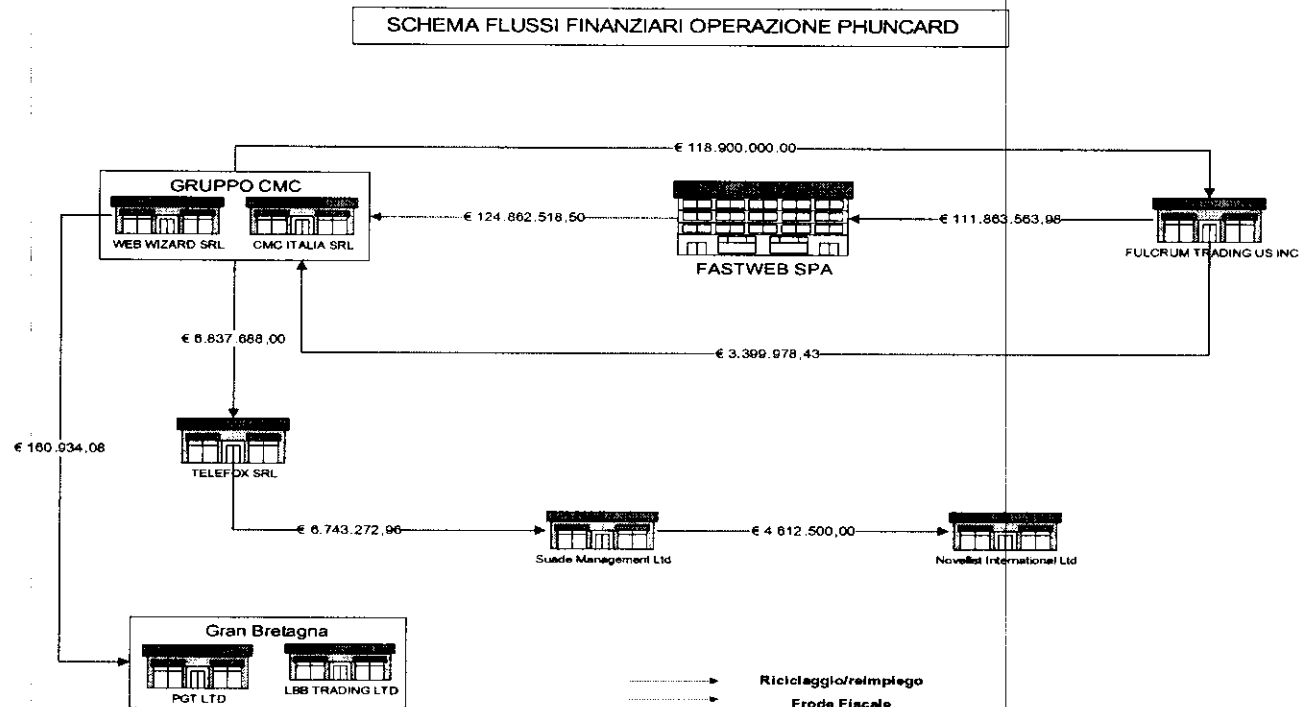 SCHEMA FLUSSI FINANZIARI OPERAZIONE PHUNCARD
€ 118.900.000,00
GRUPPO CMC
WEB WIZARD SRL
CMC ITALIA SRL
€ 124.862.518,50
FASTWEB SPA
€ 111.863.563,98
FULCRUM TRADING US INC
€ 6.837.688,00
€ 3.399.978,43
€ 160.934,08
TELEFOX SRL
€ 6.743.272,96
Suade Management Ltd
€ 4 612.500,00
Novellist International Ltd
Gran Bretagna
PGT LTD
LBB TRADING LTD
Riciclaggio/reimpiego
Frode Fiscale